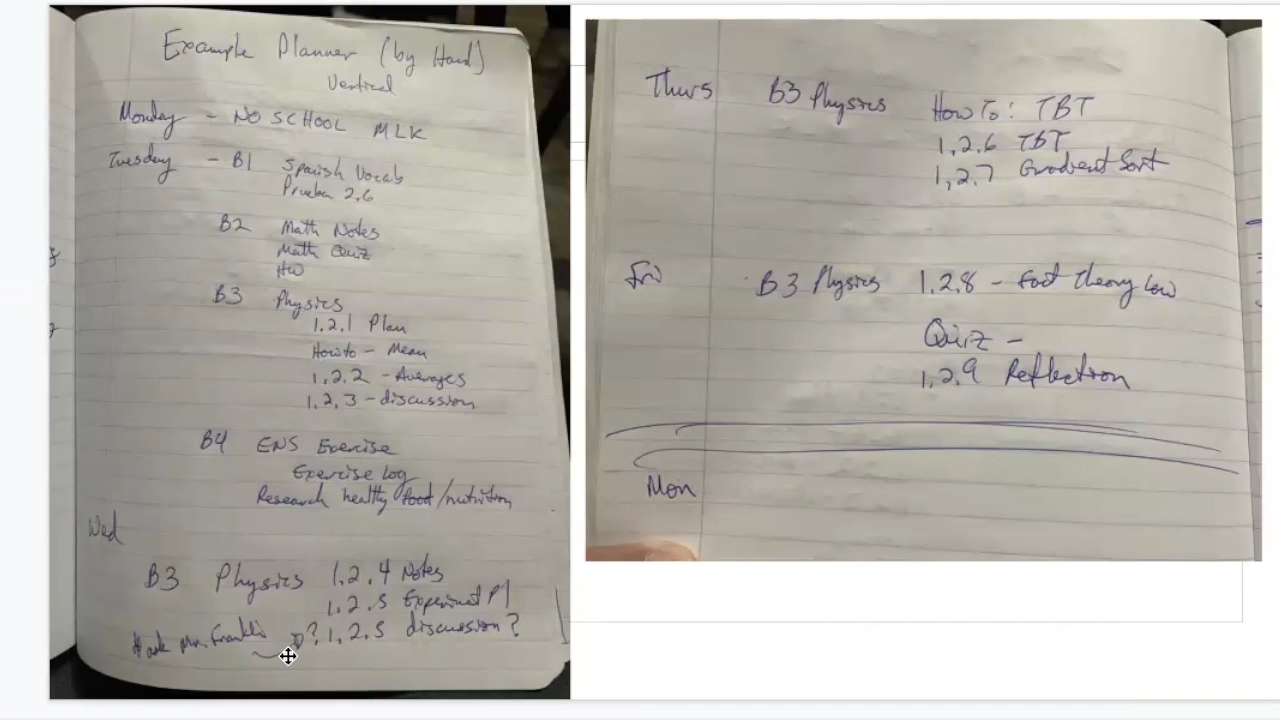 Example Planner (by Hand)
Vertical
Monday - NO SCHOOL MLK
Tuesday - B1 Spanish Vocab
Prueba 2.6
B2 Math Notes
Math Quiz
HW
B3 Physics
1.2.1 Plan
How to - Mean
1.2.2 - Averages
1.2.3 - discussion
B4 ENS Exercise
Exercise log
Research healthy food/nutrition
Wed
B3 Physics 1.2.4 Notes
1.2.5 Experiment P1
? 1.2.5 discussion?
ask Mr. Franklin
Thurs B3 Physics How To: TBT
1.2.6 TBT
1.2.7 Gradient Sort
Fri B3 Physics 1.2.8 -
Quiz -
1.2.9 Reflection
Mon